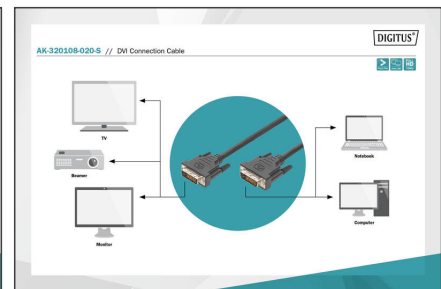 DIGITUS®
AK-320108-020-S // DVI Connection Cable
HD
TV
Notebook
Beamer
Monitor
Computer